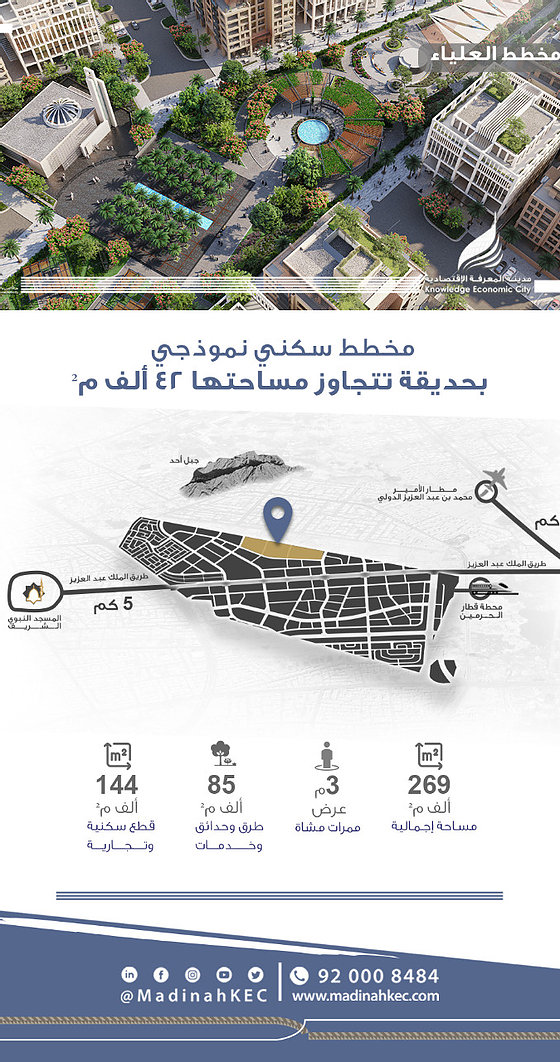 مخطط العلياء
مدينة المعرفة الاقتصادية
Knowledge Economic City
مخطط سكني نموذجي
بحديقة تتجاوز مساحتها ٤٢ ألف م²
جبل أحد
مطار الأمير
محمد بن عبد العزيز الدولي
كم
طريق الملك عبد العزيز
طريق الملك عبد العزيز
5 كم
المسجد النبوي
الشريف
محطة قطار
الحرمين
m²
269
ألف م²
مساحة إجمالية
3م
عرض
ممرات مشاة
85
ألف م²
طرق وحدائق
وخدمات
m²
144
ألف م²
قطع سكنية
وتجارية
92 000 8484
@MadinahKEC
www.madinahkec.com